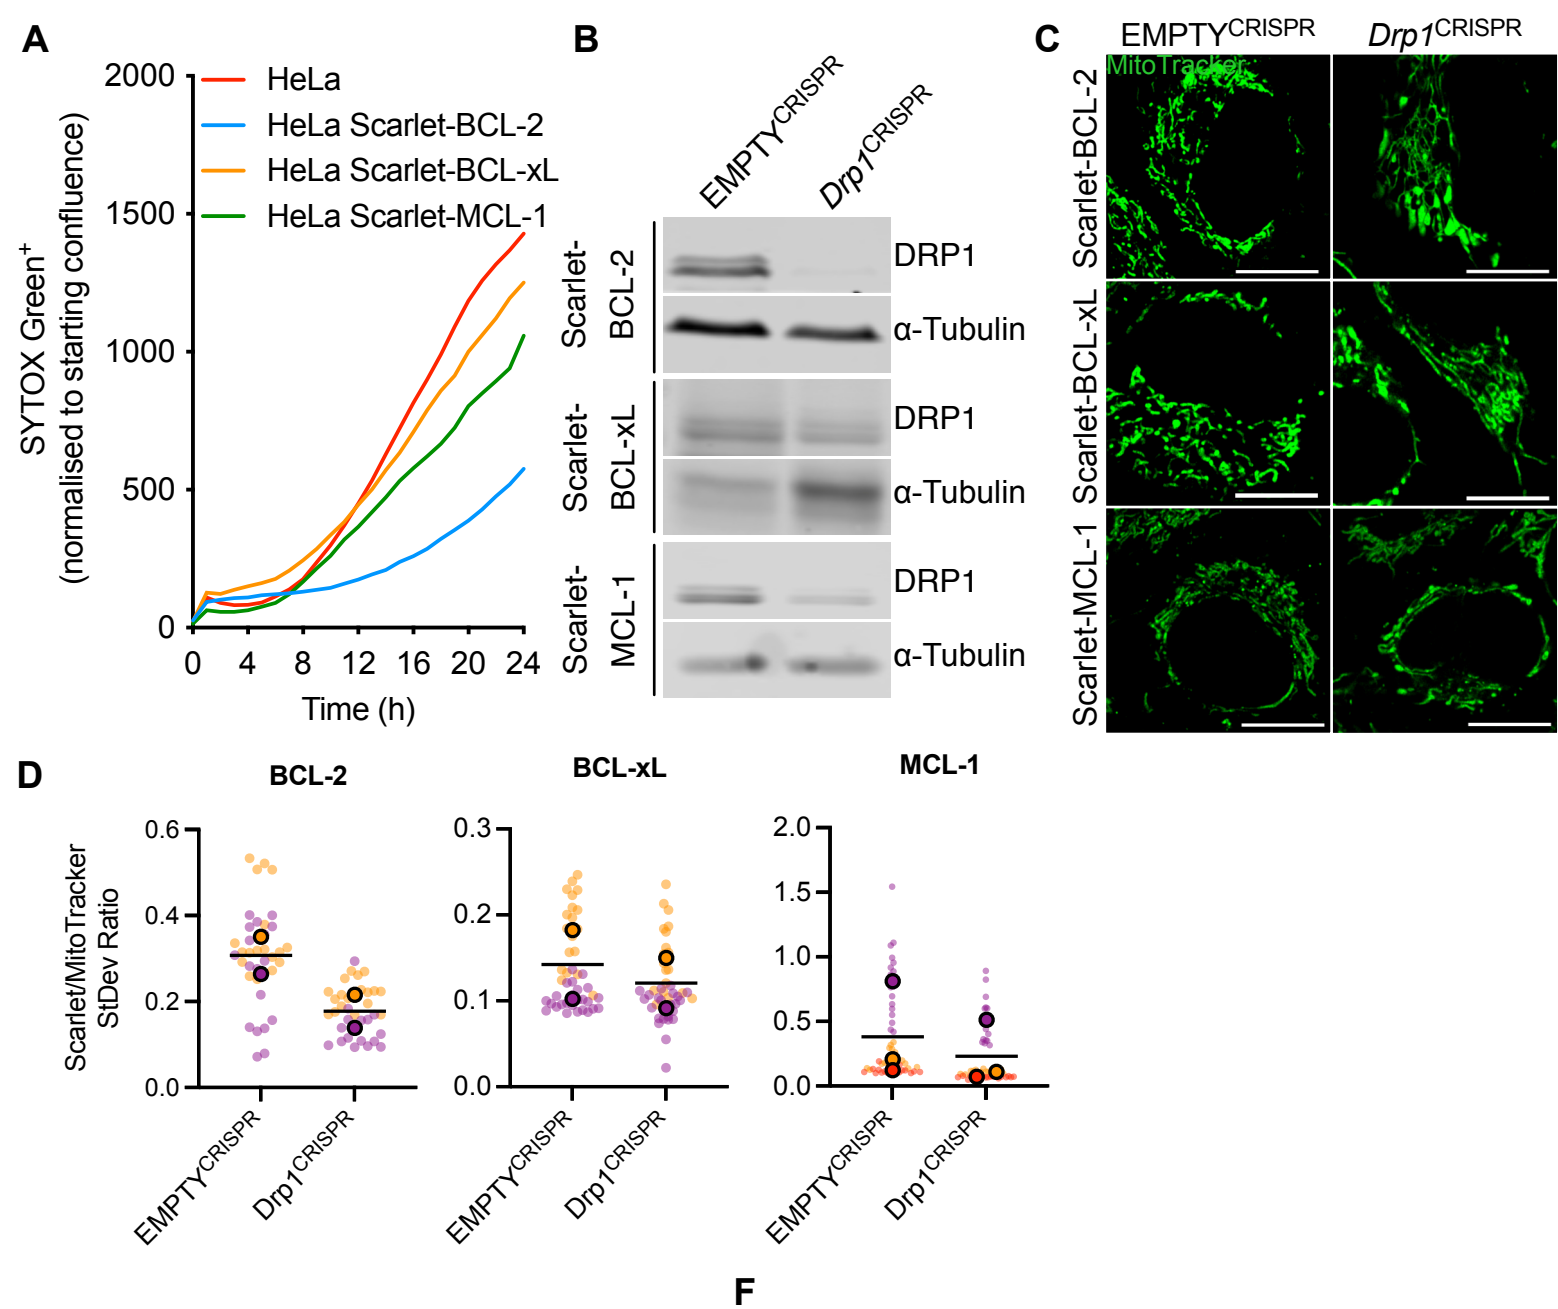 A
2000
1500
1000
500
0
0 4 8 12 16 20 24
Time (h)
SYTOX Green+
(normalised to starting confluence)
HeLa
HeLa Scarlet-BCL-2
HeLa Scarlet-BCL-xL
HeLa Scarlet-MCL-1
B
EMPTYCRISPR
Drp1CRISPR
Scarlet-
BCL-2
DRP1
α-Tubulin
Scarlet-
BCL-xL
DRP1
α-Tubulin
Scarlet-
MCL-1
DRP1
α-Tubulin
C
EMPTYCRISPR
Drp1CRISPR
MitoTracker
Scarlet-BCL-2
Scarlet-BCL-xL
Scarlet-MCL-1
D
Scarlet/MitoTracker
StDev Ratio
BCL-2
0.6
0.4
0.2
0.0
EMPTYCRISPR
Drp1CRISPR
BCL-xL
0.3
0.2
0.1
0.0
EMPTYCRISPR
Drp1CRISPR
MCL-1
2.0
1.5
1.0
0.5
0.0
EMPTYCRISPR
Drp1CRISPR
F